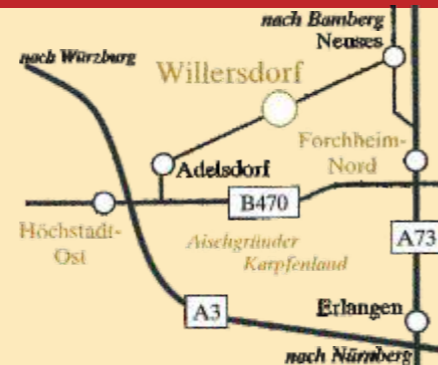 nach Bamberg
Neuses
nach Würzburg
Willersdorf
Forchheim-
Nord
Adelsdorf
B470
Höchstadt-
Ost
A73
Aischgründer
Karpfenland
A3
Erlangen
nach Nürnberg